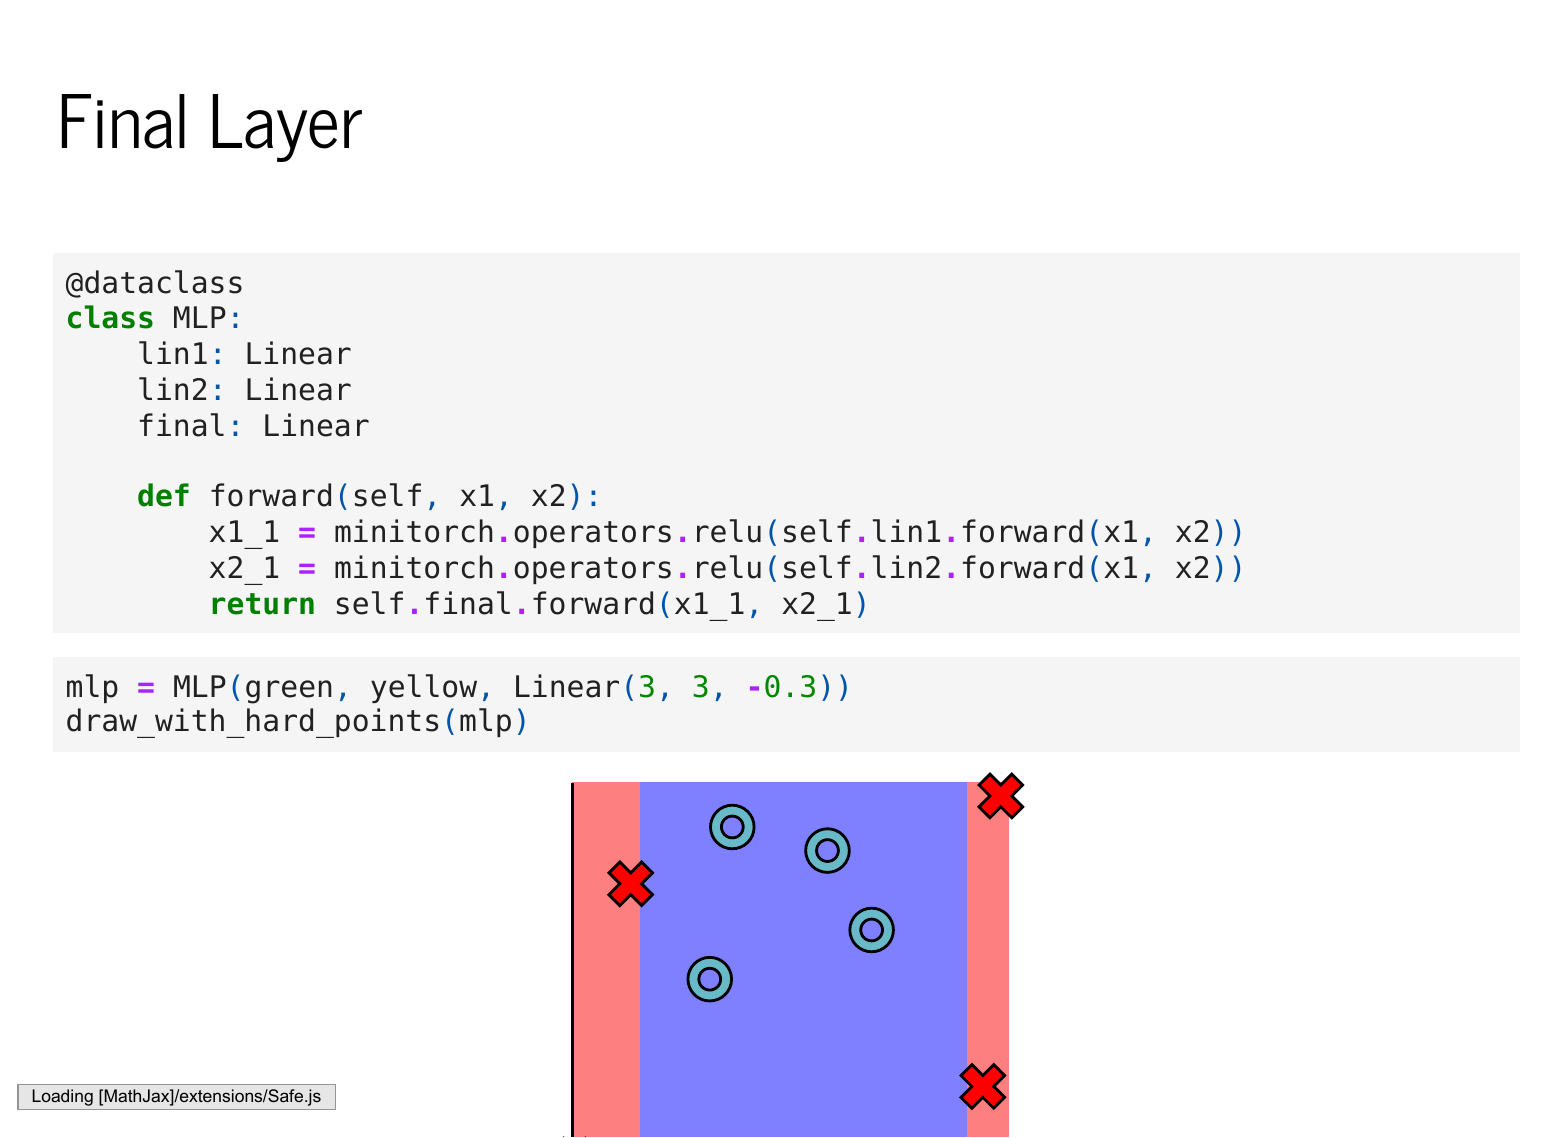 Final Layer
@dataclass
class MLP:
    lin1: Linear
    lin2: Linear
    final: Linear

    def forward(self, x1, x2):
        x1_1 = minitorch.operators.relu(self.lin1.forward(x1, x2))
        x2_1 = minitorch.operators.relu(self.lin2.forward(x1, x2))
        return self.final.forward(x1_1, x2_1)
mlp = MLP(green, yellow, Linear(3, 3, -0.3))
draw_with_hard_points(mlp)
Loading [MathJax]/extensions/Safe.js